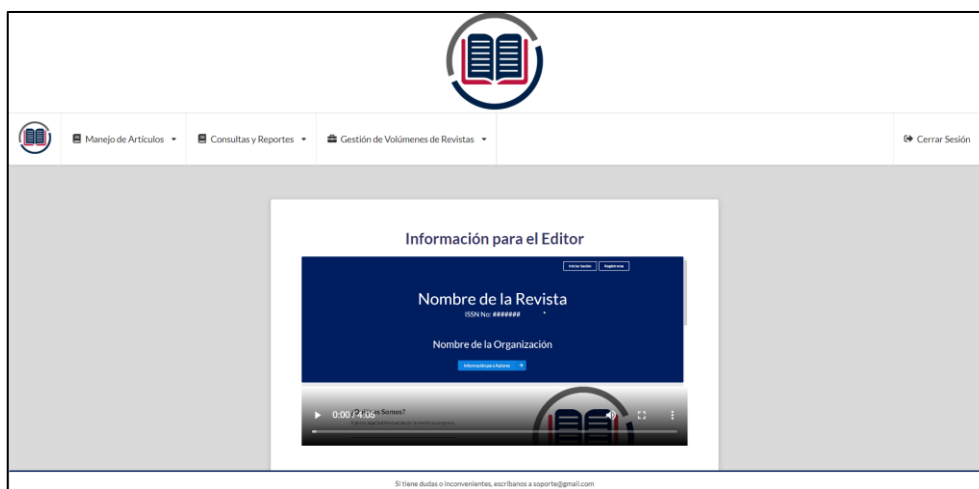 Manejo de Artículos
Consultas y Reportes
Gestión de Volúmenes de Revistas
Cerrar Sesión
Información para el Editor
Iniciar Sesión
Registrarse
Nombre de la Revista
ISSN No: #######
Nombre de la Organización
Información para Autores
0:00 / 4:05
Somos?
Si tiene dudas o inconvenientes, escríbanos a soporte@gmail.com